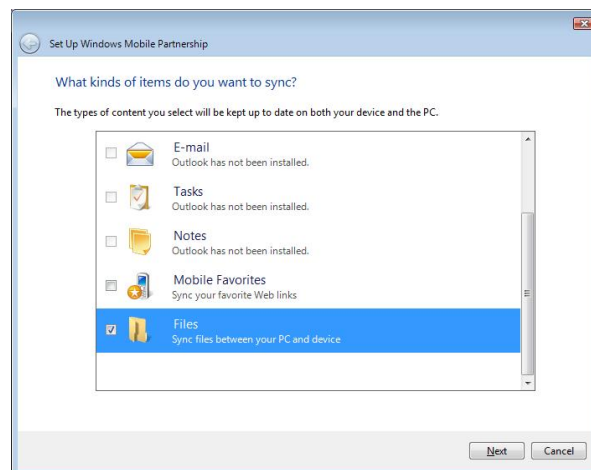 Set Up Windows Mobile Partnership
What kinds of items do you want to sync?
The types of content you select will be kept up to date on both your device and the PC.
E-mail
Outlook has not been installed.
Tasks
Outlook has not been installed.
Notes
Outlook has not been installed.
Mobile Favorites
Sync your favorite Web links
Files
Sync files between your PC and device
Next
Cancel